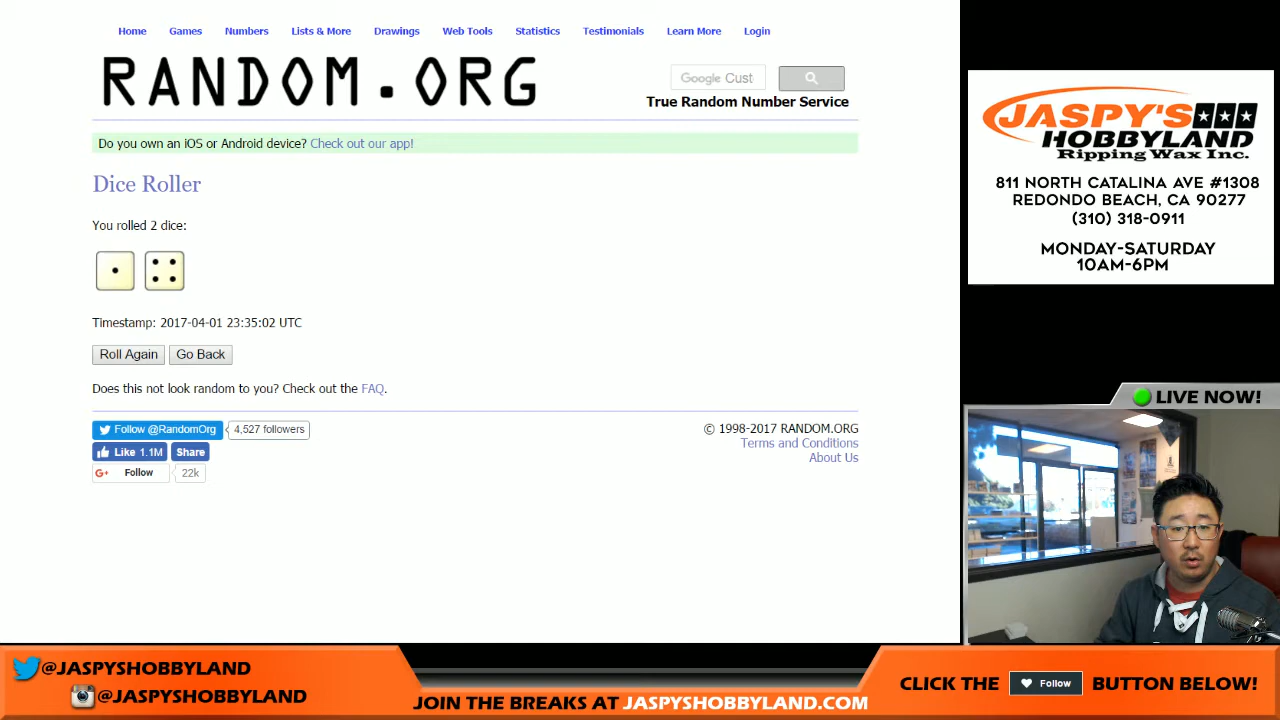 Home Games Numbers Lists & More Drawings Web Tools Statistics Testimonials Learn More Login
RANDOM.ORG
Google Cust
True Random Number Service
Do you own an iOS or Android device? Check out our app!
Dice Roller
You rolled 2 dice:
Timestamp: 2017-04-01 23:35:02 UTC
Roll Again Go Back
Does this not look random to you? Check out the FAQ.
Follow @RandomOrg 4,527 followers
Like 1.1M Share
G+ Follow 22k
© 1998-2017 RANDOM.ORG
Terms and Conditions
About Us
JASPY'S
HOBBYLAND
Ripping Wax Inc.
811 NORTH CATALINA AVE #1308
REDONDO BEACH, CA 90277
(310) 318-0911
MONDAY-SATURDAY
10AM-6PM
LIVE NOW!
@JASPYSHOBBYLAND
@JASPYSHOBBYLAND
JOIN THE BREAKS AT JASPYSHOBBYLAND.COM
CLICK THE Follow BUTTON BELOW!